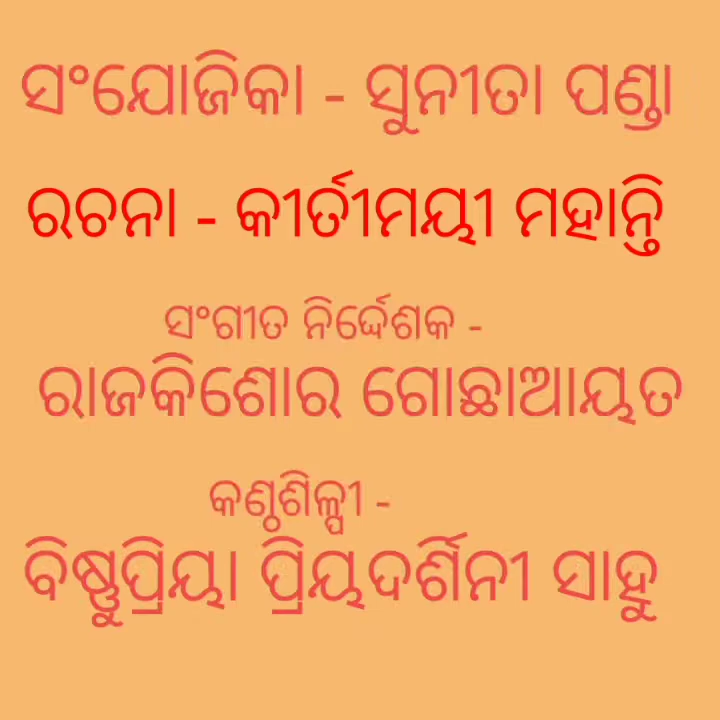 ସଂଯୋଜିକା - ସୁନୀତା ପଣ୍ଡା
ରଚନା - କୀର୍ତୀମୟୀ ମହାନ୍ତି
ସଂଗୀତ ନିର୍ଦ୍ଦେଶକ -
ରାଜକିଶୋର ଗୋଛାଆୟତ
କଣ୍ଠଶିଳ୍ପୀ -
ବିଷ୍ଣୁପ୍ରିୟା ପ୍ରିୟଦର୍ଶିନୀ ସାହୁ